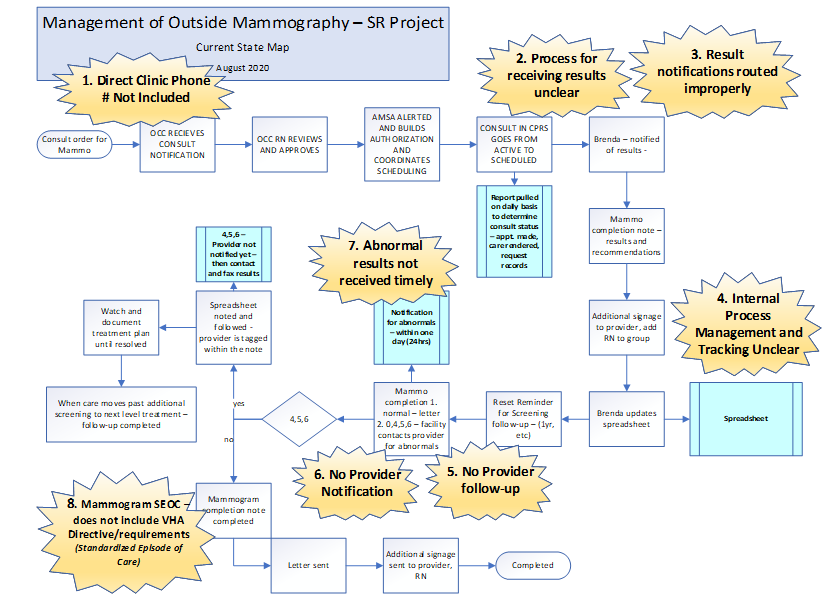 Management of Outside Mammography – SR Project
Current State Map
August 2020
1. Direct Clinic Phone
# Not Included
2. Process for
receiving results
unclear
3. Result
notifications routed
improperly
Consult order for
Mammo
OCC RECIEVES
CONSULT
NOTIFICATION
OCC RN REVIEWS
AND APPROVES
AMSA ALERTED
AND BUILDS
AUTHORIZATION
AND
COORDINATES
SCHEDULING
CONSULT IN CPRS
GOES FROM
ACTIVE TO
SCHEDULED
Brenda – notified
of results -
Report pulled
on daily basis
to determine
consult status
– appt. made,
care rendered,
request
records
Mammo
completion note –
results and
recommendations
4,5,6 –
Provider not
notified yet –
then contact
and fax results
7. Abnormal
results not
received timely
4. Internal
Process
Management and
Tracking Unclear
Watch and
document
treatment plan
until resolved
Spreadsheet
noted and
followed -
provider is tagged
within the note
Notification
for abnormals
– within one
day (24hrs)
Additional signage
to provider, add
RN to group
When care moves past additional
screening to next level treatment –
follow-up completed
yes
no
4,5,6
Mammo
completion 1.
normal – letter
2. 0,4,5,6 – facility
contacts provider
for abnormals
Reset Reminder
for Screening
follow-up – (1yr,
etc)
Brenda updates
spreadsheet
Spreadsheet
6. No Provider
Notification
5. No Provider
follow-up
8. Mammogram SEOC –
does not include VHA
Directive/requirements
(Standardized Episode of
Care)
Mammogram
completion note
completed
Letter sent
Additional signage
sent to provider,
RN
Completed